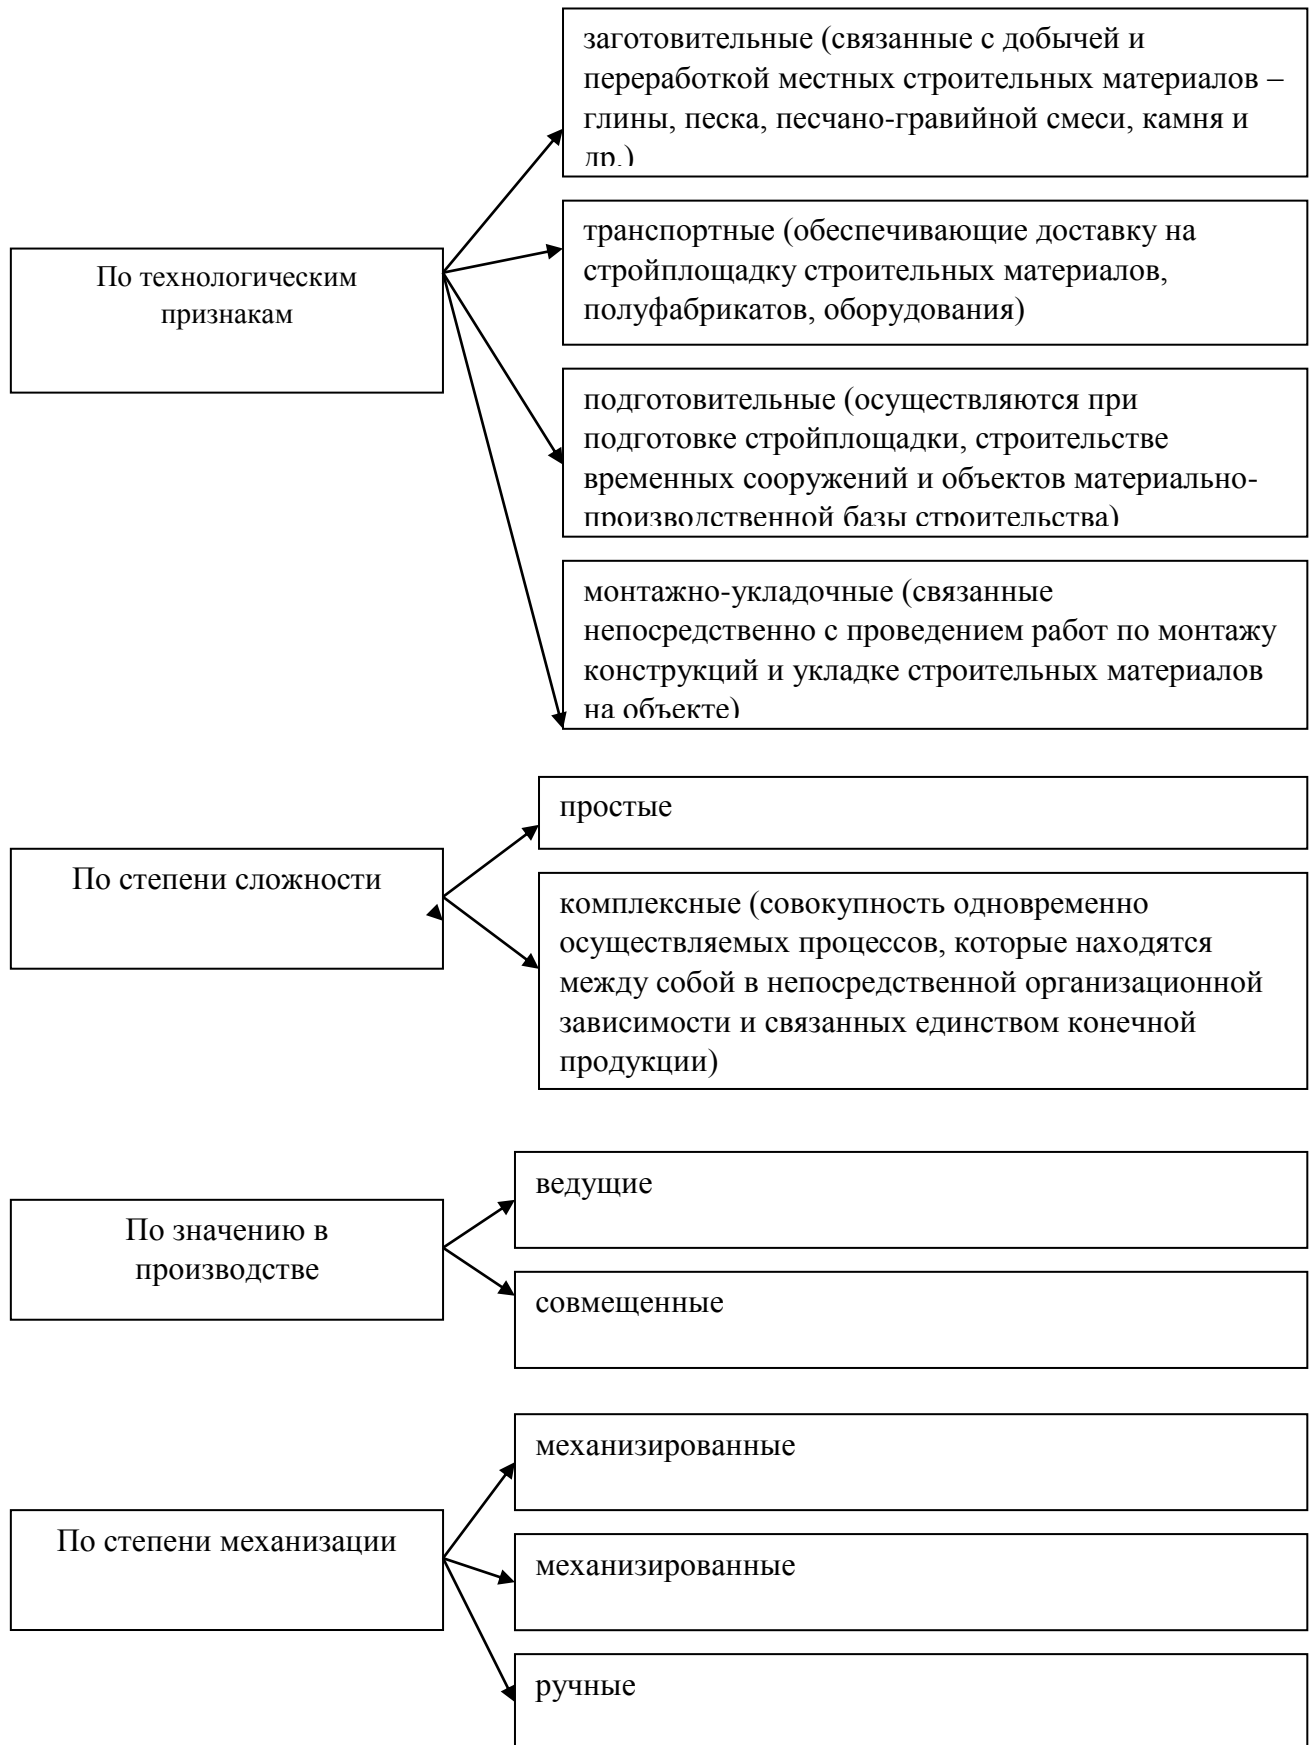 заготовительные (связанные с добычей и
переработкой местных строительных материалов –
глины, песка, песчано-гравийной смеси, камня и
др.)
транспортные (обеспечивающие доставку на
стройплощадку строительных материалов,
полуфабрикатов, оборудования)
По технологическим
признакам
подготовительные (осуществляются при
подготовке стройплощадки, строительстве
временных сооружений и объектов материально-
производственной базы строительства)
монтажно-укладочные (связанные
непосредственно с проведением работ по монтажу
конструкций и укладке строительных материалов
на объекте)
простые
По степени сложности
комплексные (совокупность одновременно
осуществляемых процессов, которые находятся
между собой в непосредственной организационной
зависимости и связанных единством конечной
продукции)
ведущие
По значению в
производстве
совмещенные
механизированные
По степени механизации
механизированные
ручные